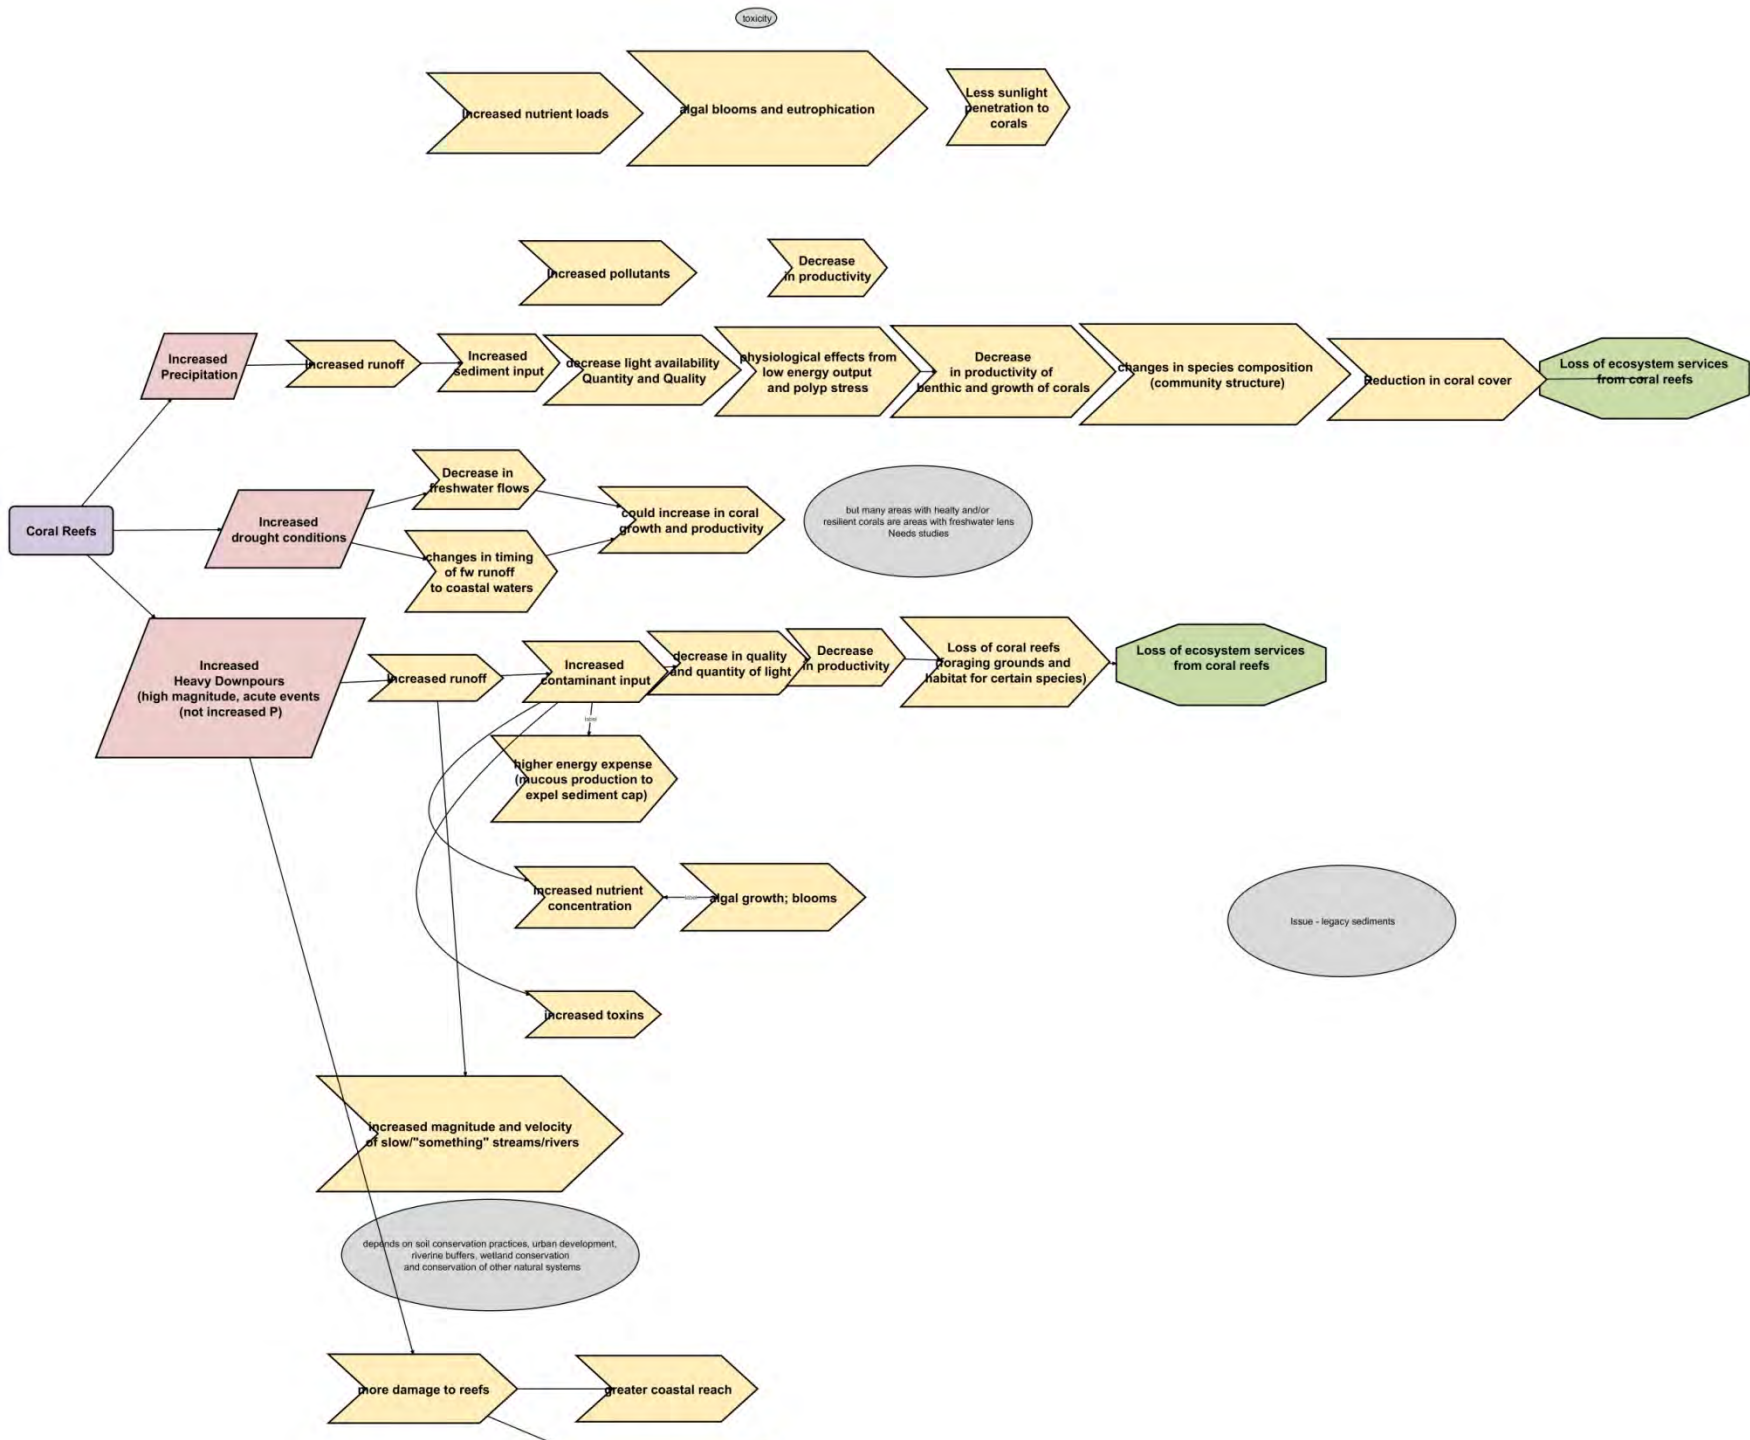 toxicity
Increased nutrient loads
algal blooms and eutrophication
Less sunlight
penetration to
corals
Increased pollutants
Decrease
in productivity
Increased
Precipitation
Increased runoff
Increased
sediment input
decrease light availability
Quantity and Quality
physiological effects from
low energy output
and polyp stress
Decrease
in productivity of
benthic and growth of corals
changes in species composition
(community structure)
Reduction in coral cover
Loss of ecosystem services
from coral reefs
Coral Reefs
Increased
drought conditions
Decrease in
freshwater flows
changes in timing
of fw runoff
to coastal waters
could increase in coral
growth and productivity
but many areas with healty and/or
resilient corals are areas with freshwater lens
Needs studies
Increased
Heavy Downpours
(high magnitude, acute events
(not increased P)
Increased runoff
Increased
contaminant input
decrease in quality
and quantity of light
Decrease
in productivity
Loss of coral reefs
foraging grounds and
habitat for certain species)
Loss of ecosystem services
from coral reefs
higher energy expense
(mucous production to
expel sediment cap)
increased nutrient
concentration
algal growth; blooms
Issue - legacy sediments
increased toxins
increased magnitude and velocity
of slow/"something" streams/rivers
depends on soil conservation practices, urban development,
riverine buffers, wetland conservation
and conservation of other natural systems
more damage to reefs
greater coastal reach